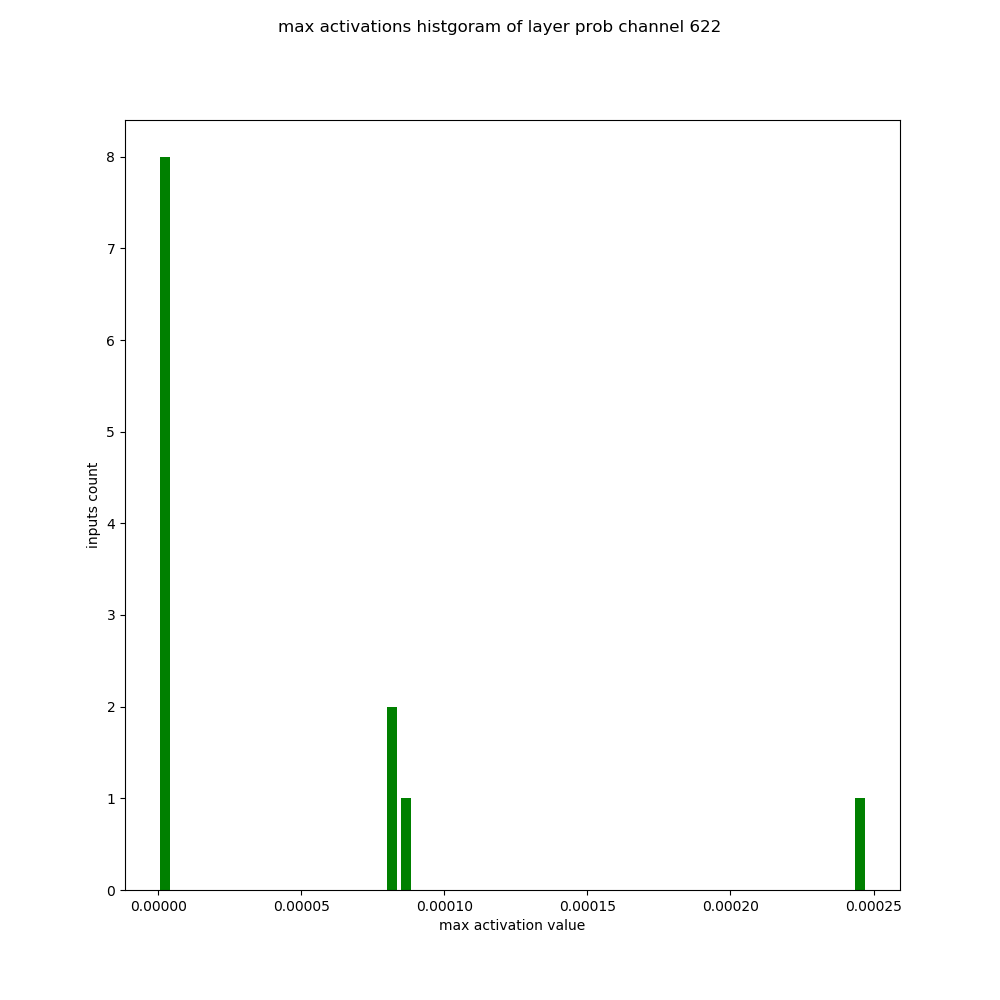 max activations histgoram of layer prob channel 622
8
7
6
5
4
3
2
1
0
inputs count
0.00000 0.00005 0.00010 0.00015 0.00020 0.00025
max activation value